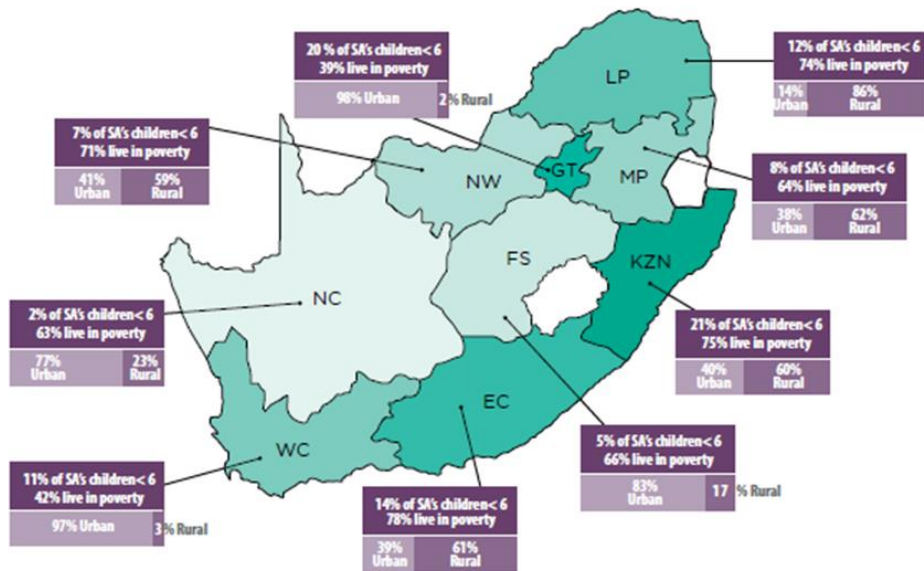 20 % of SA's children< 6
39% live in poverty
98% Urban
2% Rural
12% of SA's children< 6
74% live in poverty
14%
Urban
86%
Rural
LP
7% of SA's children< 6
71% live in poverty
41%
Urban
59%
Rural
NW
GT
MP
8% of SA's children< 6
64% live in poverty
38%
Urban
62%
Rural
FS
KZN
NC
2% of SA's children< 6
63% live in poverty
77%
Urban
23%
Rural
21% of SA's children< 6
75% live in poverty
40%
Urban
60%
Rural
EC
WC
5% of SA's children< 6
66% live in poverty
83%
Urban
17 % Rural
11% of SA's children< 6
42% live in poverty
97% Urban
3% Rural
14% of SA's children< 6
78% live in poverty
39%
Urban
61%
Rural